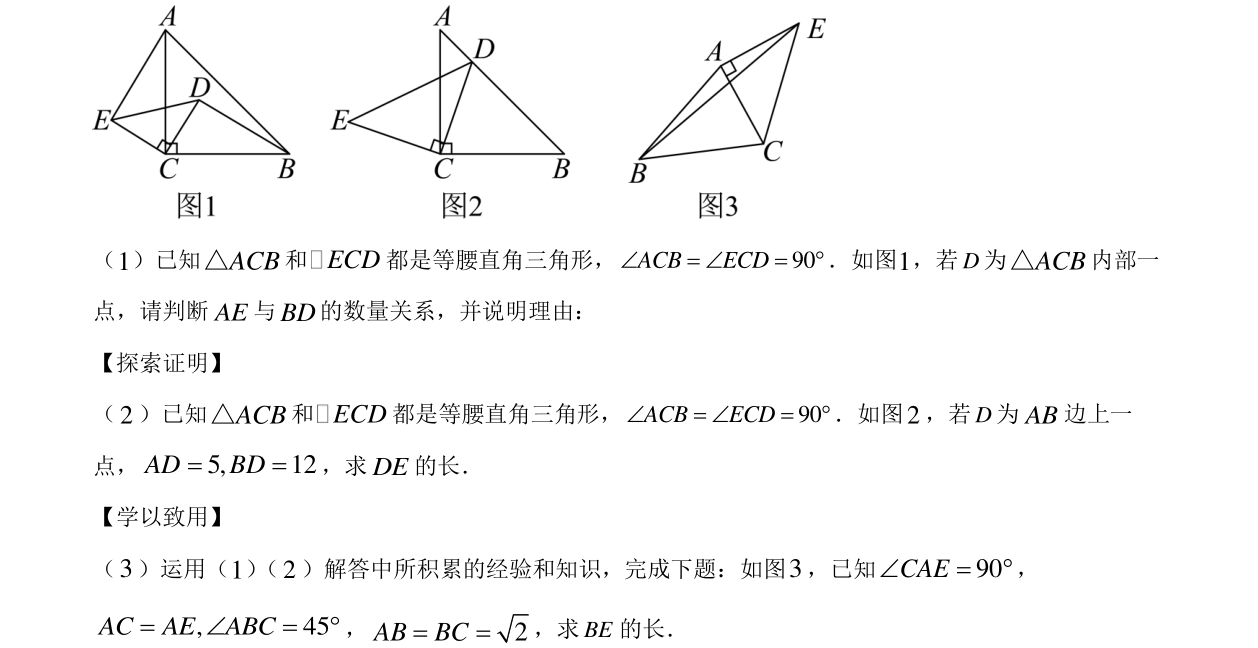 A A E
D A
D
E E
C B C B B C
图1 图2 图3
（1）已知△ACB和□ECD都是等腰直角三角形，∠ACB=∠ECD=90°．如图1，若D为△ACB内部一
点，请判断AE与BD的数量关系，并说明理由：
【探索证明】
（2）已知△ACB和□ECD都是等腰直角三角形，∠ACB=∠ECD=90°．如图2，若D为AB边上一
点，AD=5,BD=12，求DE的长．
【学以致用】
（3）运用（1）（2）解答中所积累的经验和知识，完成下题：如图3，已知∠CAE=90°，
AC=AE,∠ABC=45°，AB=BC=√2，求BE的长．